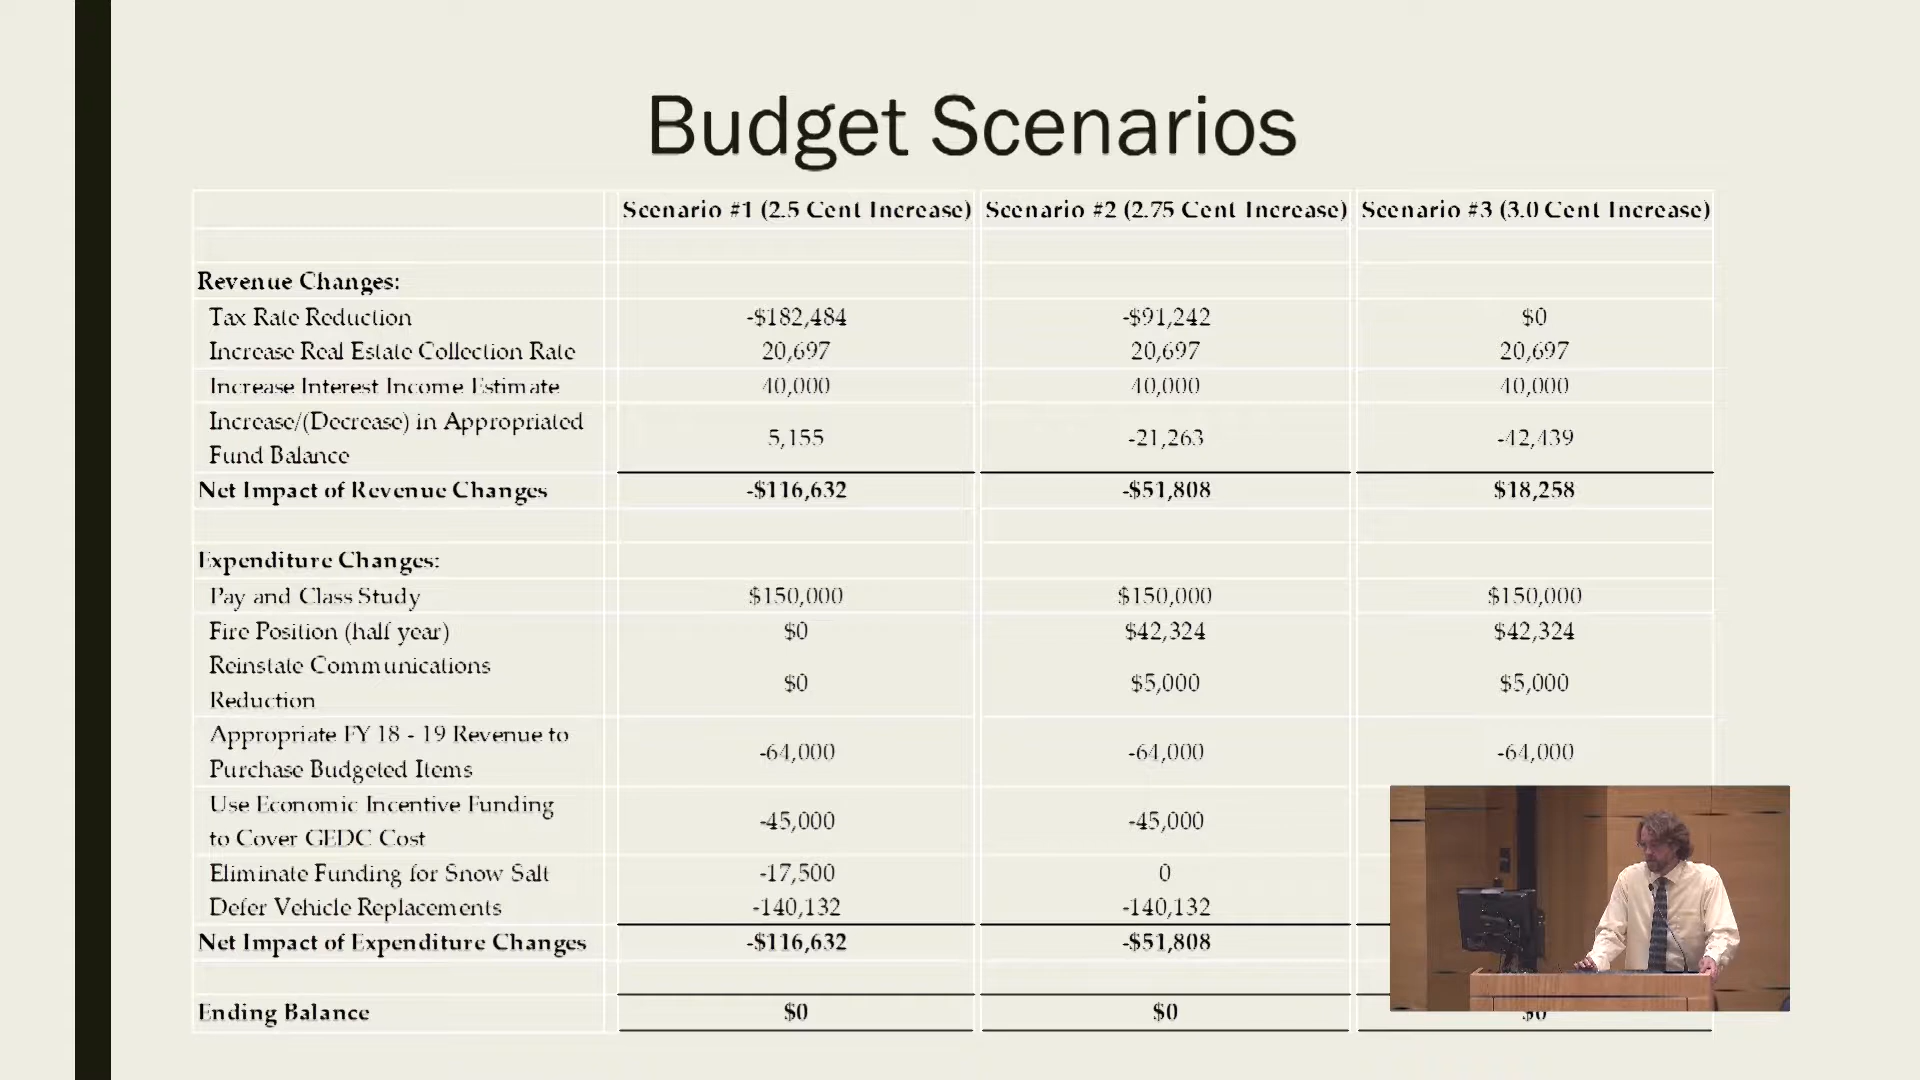 Budget Scenarios
Scenario #1 (2.5 Cent Increase) Scenario #2 (2.75 Cent Increase) Scenario #3 (3.0 Cent Increase)
Revenue Changes:
Tax Rate Reduction -$182,484 -$91,242 $0
Increase Real Estate Collection Rate 20,697 20,697 20,697
Increase Interest Income Estimate 40,000 40,000 40,000
Increase/(Decrease) in Appropriated
Fund Balance 5,155 -21,263 -42,439
Net Impact of Revenue Changes -$116,632 -$51,808 $18,258
Expenditure Changes:
Pay and Class Study $150,000 $150,000 $150,000
Fire Position (half year) $0 $42,324 $42,324
Reinstate Communications
Reduction $0 $5,000 $5,000
Appropriate FY 18 - 19 Revenue to
Purchase Budgeted Items -64,000 -64,000 -64,000
Use Economic Incentive Funding
to Cover GEDC Cost -45,000 -45,000
Eliminate Funding for Snow Salt -17,500 0
Defer Vehicle Replacements -140,132 -140,132
Net Impact of Expenditure Changes -$116,632 -$51,808
Ending Balance $0 $0 $0